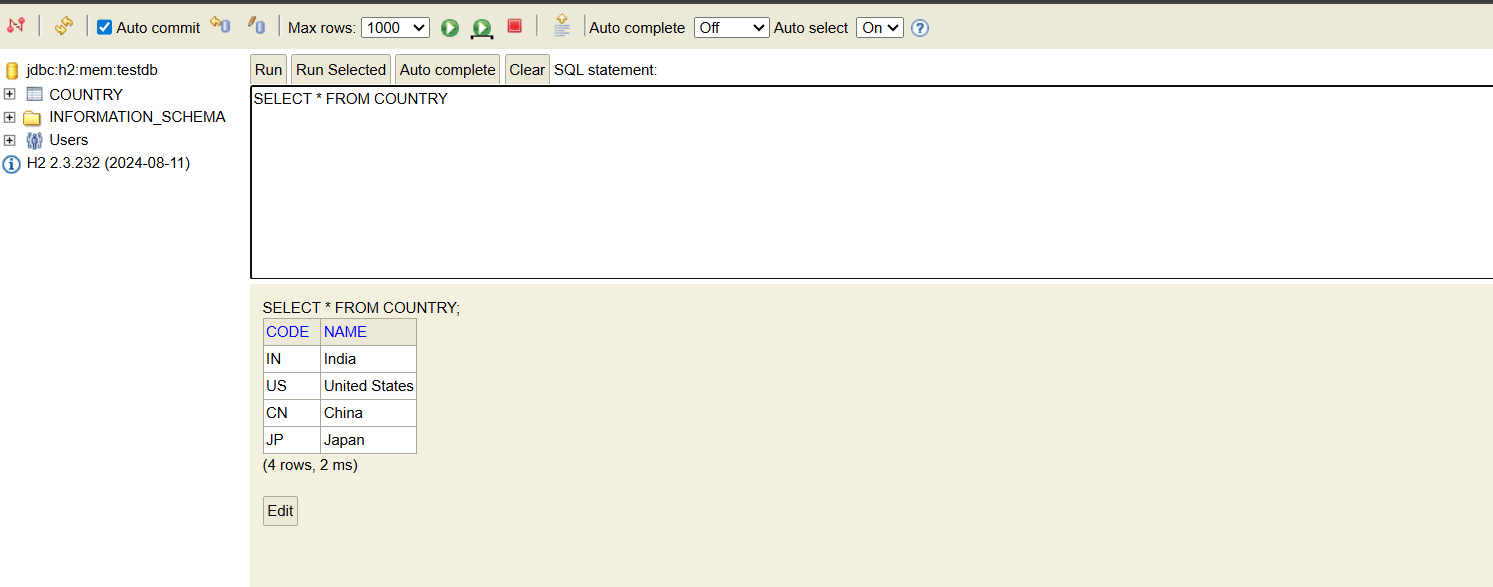 Auto commit Max rows: 1000 Auto complete Off Auto select On ?
jdbc:h2:mem:testdb
COUNTRY
INFORMATION_SCHEMA
Users
H2 2.3.232 (2024-08-11)
Run Run Selected Auto complete Clear SQL statement:
SELECT * FROM COUNTRY
SELECT * FROM COUNTRY;
CODE NAME
IN India
US United States
CN China
JP Japan
(4 rows, 2 ms)
Edit